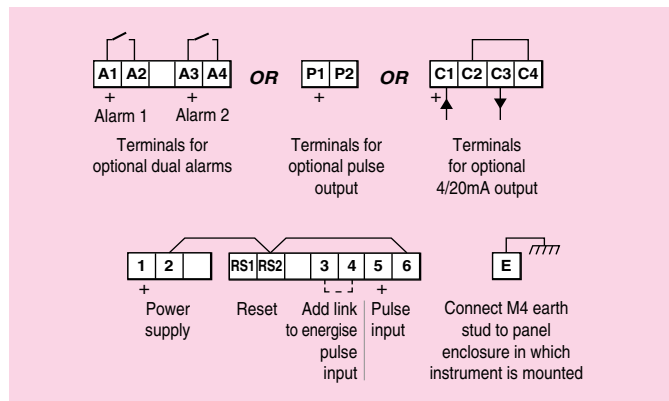 A1 A2 A3 A4 OR P1 P2 OR C1 C2 C3 C4
+ + + +
Alarm 1 Alarm 2
Terminals for
optional dual alarms
Terminals for
optional pulse
output
Terminals
for optional
4/20mA output
1 2 RS1 RS2 3 4 5 6 E
+ +
Power
supply
Reset
Add link
to energise
pulse
input
Pulse
input
Connect M4 earth
stud to panel
enclosure in which
instrument is mounted